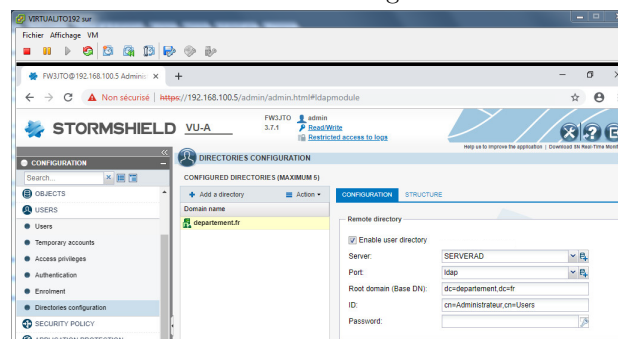 VIRTUALITO192 sur
Fichier Affichage VM
FW3JTO@192.168.100.5 Adminis
Non sécurisé | https://192.168.100.5/admin/admin.html#ldapmodule
STORMSHIELD
VU-A
FW3JTO
3.7.1
admin
Read/Write
Restricted access to logs
Help us to improve the application | Download SN Real-Time Moni
CONFIGURATION
Search...
OBJECTS
USERS
Users
Temporary accounts
Access privileges
Authentication
Enrolment
Directories configuration
SECURITY POLICY
APPLICATION PROTECTION
DIRECTORIES CONFIGURATION
CONFIGURED DIRECTORIES (MAXIMUM 5)
Add a directory
Action
Domain name
departement.fr
CONFIGURATION
STRUCTURE
Remote directory
Enable user directory
Server: SERVERAD
Port: ldap
Root domain (Base DN): dc=departement,dc=fr
ID: cn=Administrateur,cn=Users
Password: